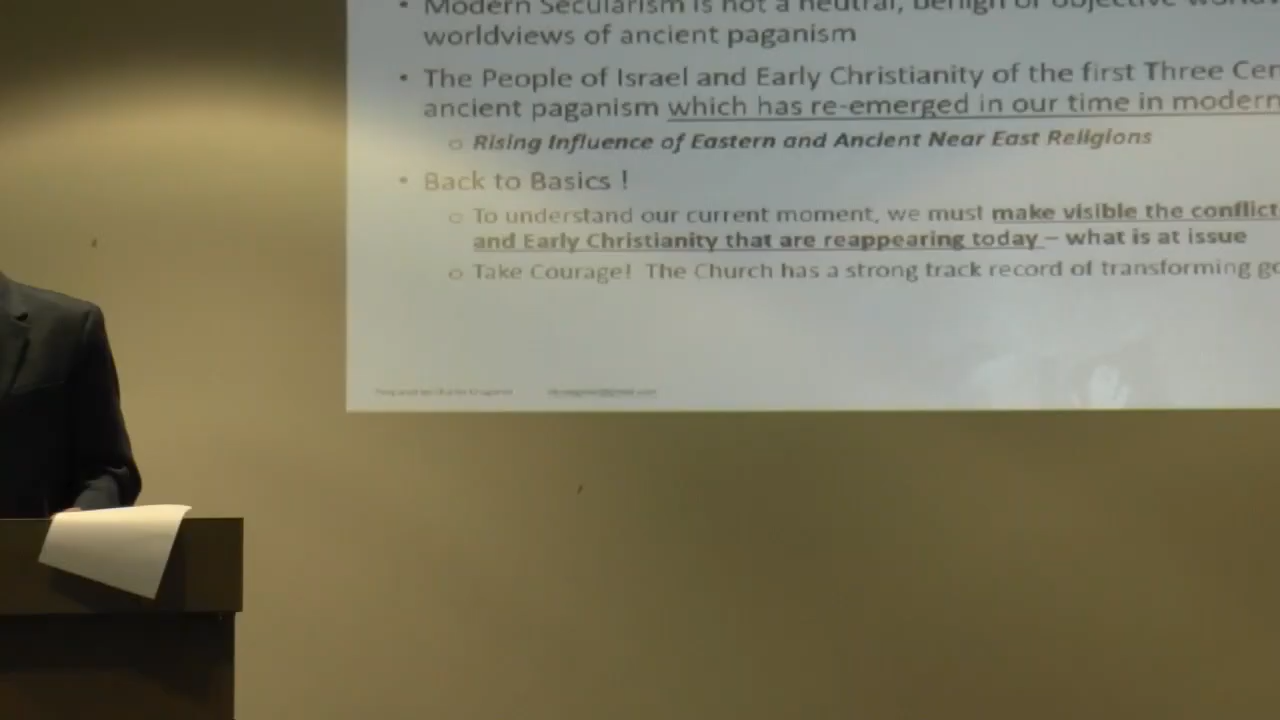 • Modern Secularism is not a neutral, benign or objective
worldviews of ancient paganism
• The People of Israel and Early Christianity of the first Three Cen
ancient paganism which has re-emerged in our time in modern
o Rising Influence of Eastern and Ancient Near East Religions
• Back to Basics !
o To understand our current moment, we must make visible the conflict
and Early Christianity that are reappearing today – what is at issue
o Take Courage! The Church has a strong track record of transforming